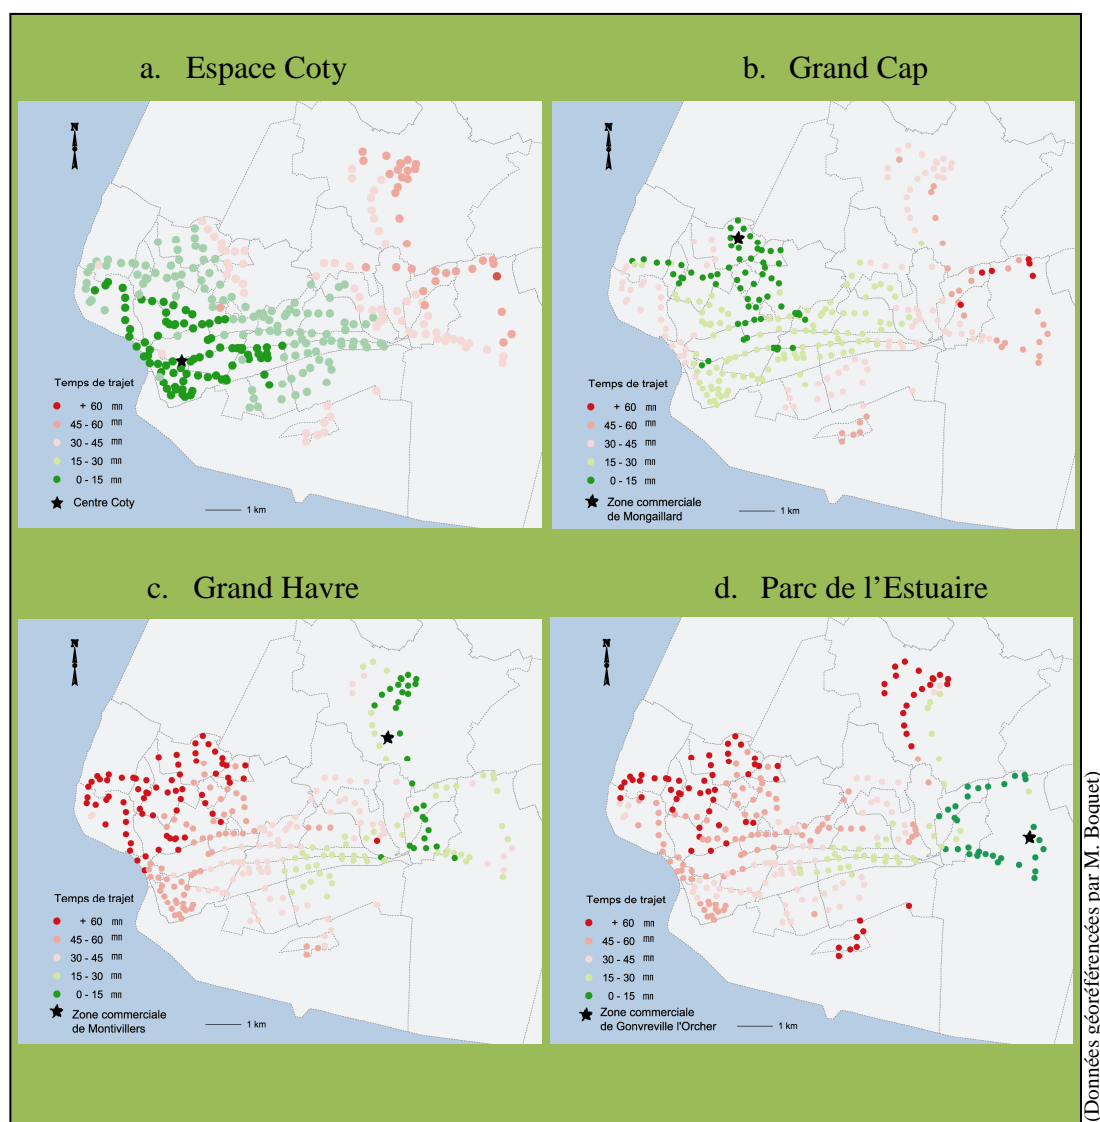 a. Espace Coty
b. Grand Cap
N
Temps de trajet
+ 60 mn
45 - 60 mn
30 - 45 mn
15 - 30 mn
0 - 15 mn
Centre Coty
1 km
N
Temps de trajet
+ 60 mn
45 - 60 mn
30 - 45 mn
15 - 30 mn
0 - 15 mn
Zone commerciale
de Mongaillard
1 km
c. Grand Havre
d. Parc de l’Estuaire
N
Temps de trajet
+ 60 mn
45 - 60 mn
30 - 45 mn
15 - 30 mn
0 - 15 mn
Zone commerciale
de Montivillers
1 km
N
Temps de trajet
+ 60 mn
45 - 60 mn
30 - 45 mn
15 - 30 mn
0 - 15 mn
Zone commerciale
de Gonvreville l'Orcher
1 km
(Données géoréférencées par M. Boquet)